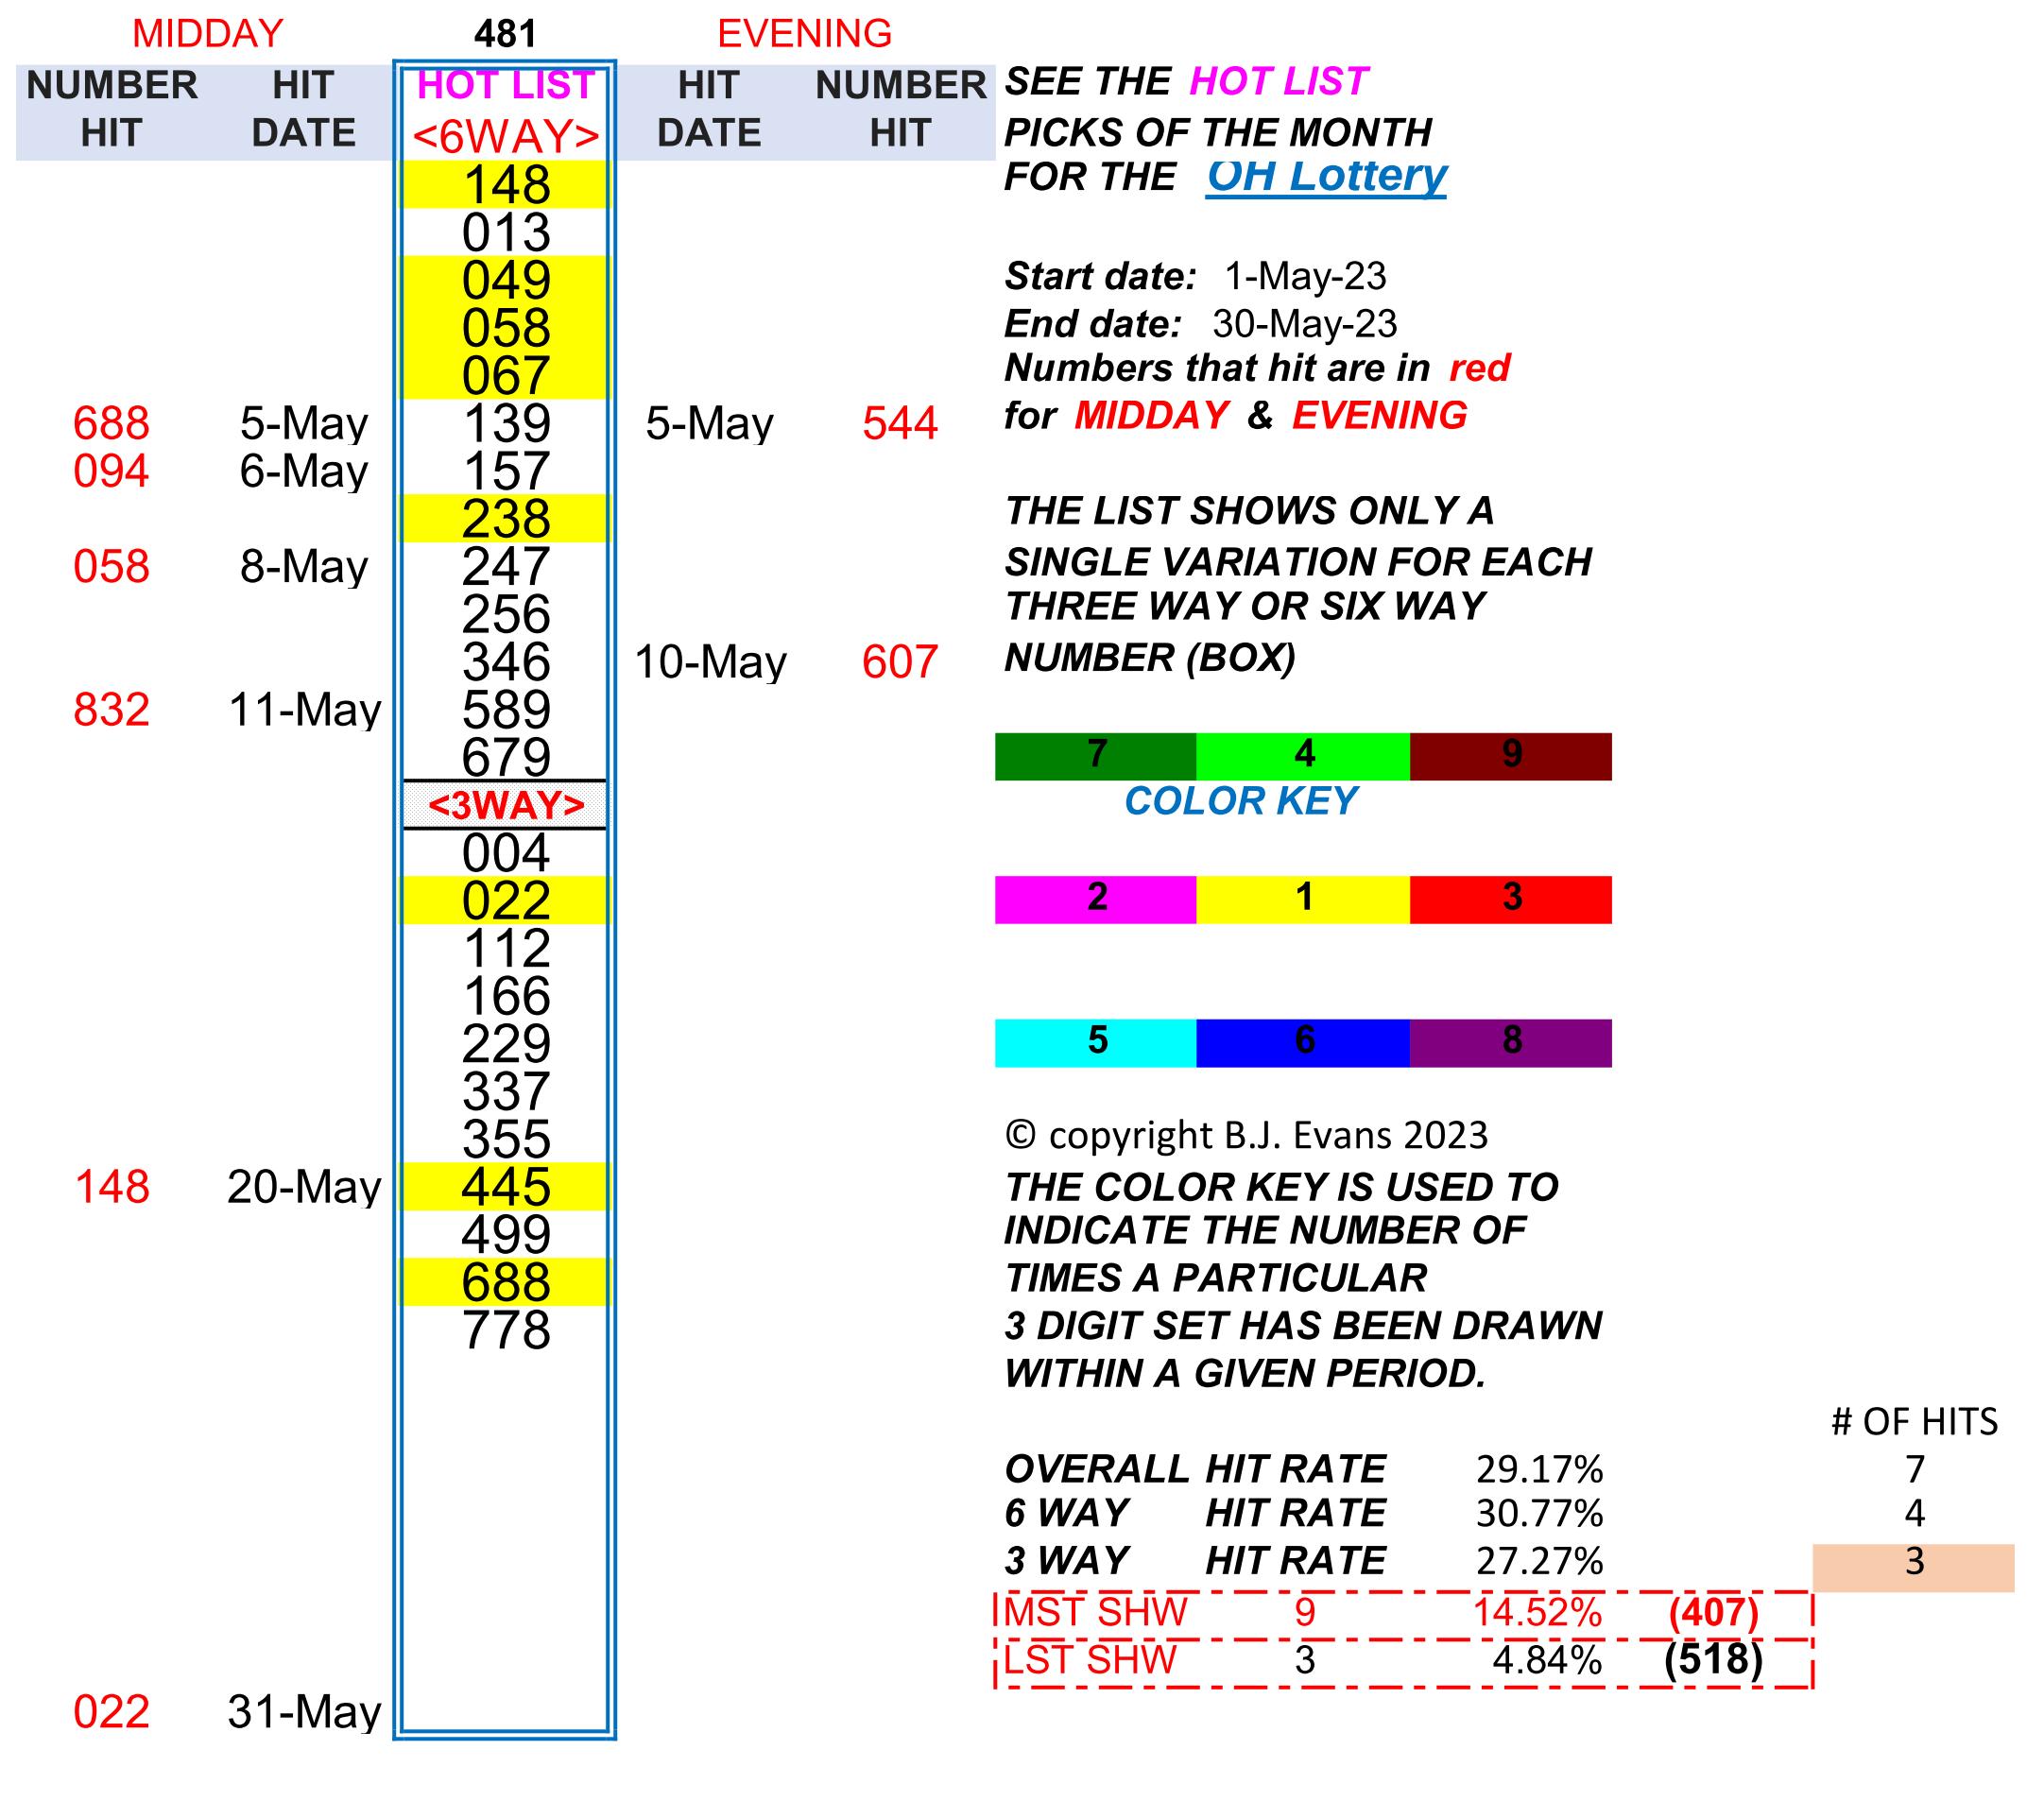 MIDDAY 481 EVENING
NUMBER HIT HOT LIST HIT NUMBER SEE THE HOT LIST
HIT DATE <6WAY> DATE HIT PICKS OF THE MONTH
148 FOR THE OH Lottery
013
049 Start date: 1-May-23
058 End date: 30-May-23
067 Numbers that hit are in red
688 5-May 139 5-May 544 for MIDDAY & EVENING
094 6-May 157
238 THE LIST SHOWS ONLY A
058 8-May 247 SINGLE VARIATION FOR EACH
256 THREE WAY OR SIX WAY
346 10-May 607 NUMBER (BOX)
832 11-May 589
679 7 4 9
<3WAY> COLOR KEY
004
022 2 1 3
112
166
229 5 6 8
337
355 © copyright B.J. Evans 2023
148 20-May 445 THE COLOR KEY IS USED TO
499 INDICATE THE NUMBER OF
688 TIMES A PARTICULAR
778 3 DIGIT SET HAS BEEN DRAWN
WITHIN A GIVEN PERIOD.
# OF HITS
OVERALL HIT RATE 29.17% 7
6 WAY HIT RATE 30.77% 4
3 WAY HIT RATE 27.27% 3
MST SHW 9 14.52% (407)
LST SHW 3 4.84% (518)
022 31-May